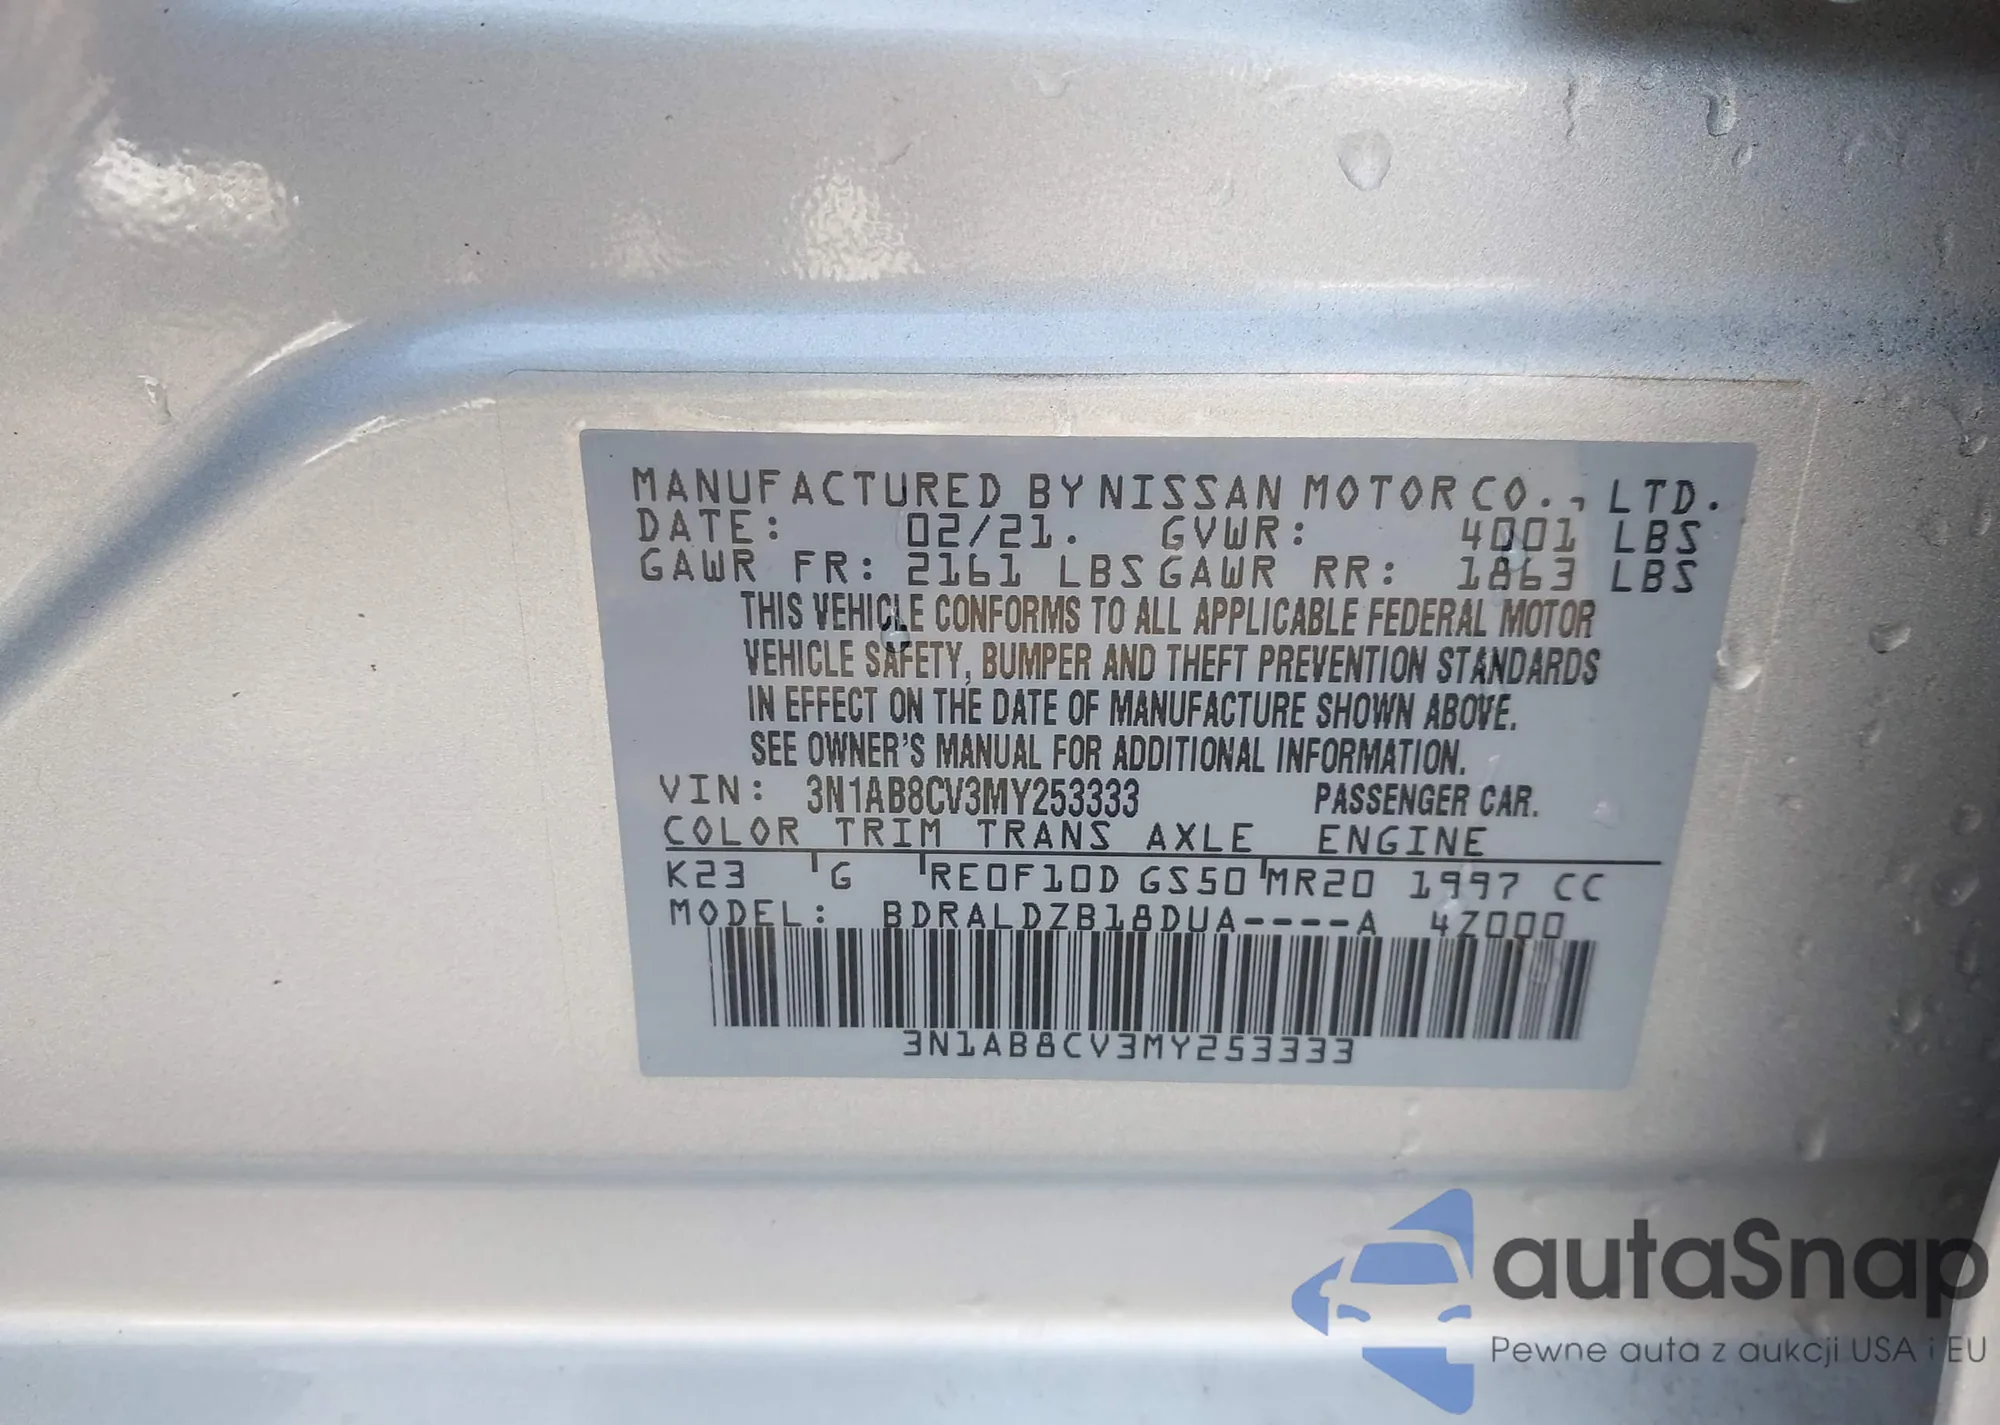 MANUFACTURED BY NISSAN MOTOR CO., LTD.
DATE: 02/21. GVWR: 4001 LBS
GAWR FR: 2161 LBS GAWR RR: 1863 LBS
THIS VEHICLE CONFORMS TO ALL APPLICABLE FEDERAL MOTOR
VEHICLE SAFETY, BUMPER AND THEFT PREVENTION STANDARDS
IN EFFECT ON THE DATE OF MANUFACTURE SHOWN ABOVE.
SEE OWNER'S MANUAL FOR ADDITIONAL INFORMATION.
VIN: 3N1AB8CV3MY253333 PASSENGER CAR.
COLOR TRIM TRANS AXLE ENGINE
K23 G RE0F10D GS50 MR20 1997 CC
MODEL: BDRALDZB18DUA----A 4Z000
3N1AB8CV3MY253333
autaSnap
Pewne auta z aukcji USA i EU